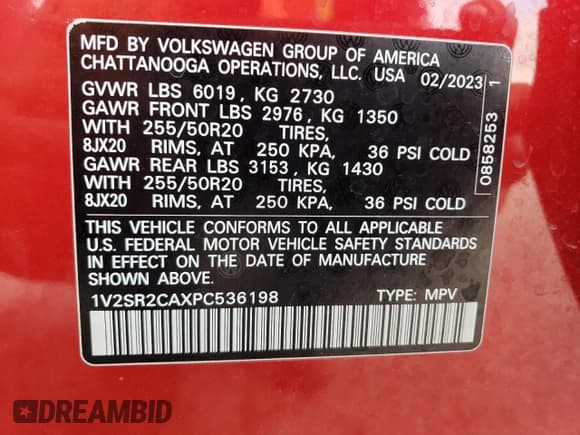 MFD BY VOLKSWAGEN GROUP OF AMERICA
CHATTANOOGA OPERATIONS, LLC. USA 02/2023
GVWR LBS 6019, KG 2730
GAWR FRONT LBS 2976, KG 1350
WITH 255/50R20 TIRES,
8JX20 RIMS, AT 250 KPA, 36 PSI COLD
GAWR REAR LBS 3153, KG 1430
WITH 255/50R20 TIRES,
8JX20 RIMS, AT 250 KPA, 36 PSI COLD
THIS VEHICLE CONFORMS TO ALL APPLICABLE
U.S. FEDERAL MOTOR VEHICLE SAFETY STANDARDS
IN EFFECT ON THE DATE OF MANUFACTURE
SHOWN ABOVE.
1V2SR2CAXPC536198 TYPE: MPV
0858253 1
DREAMBID